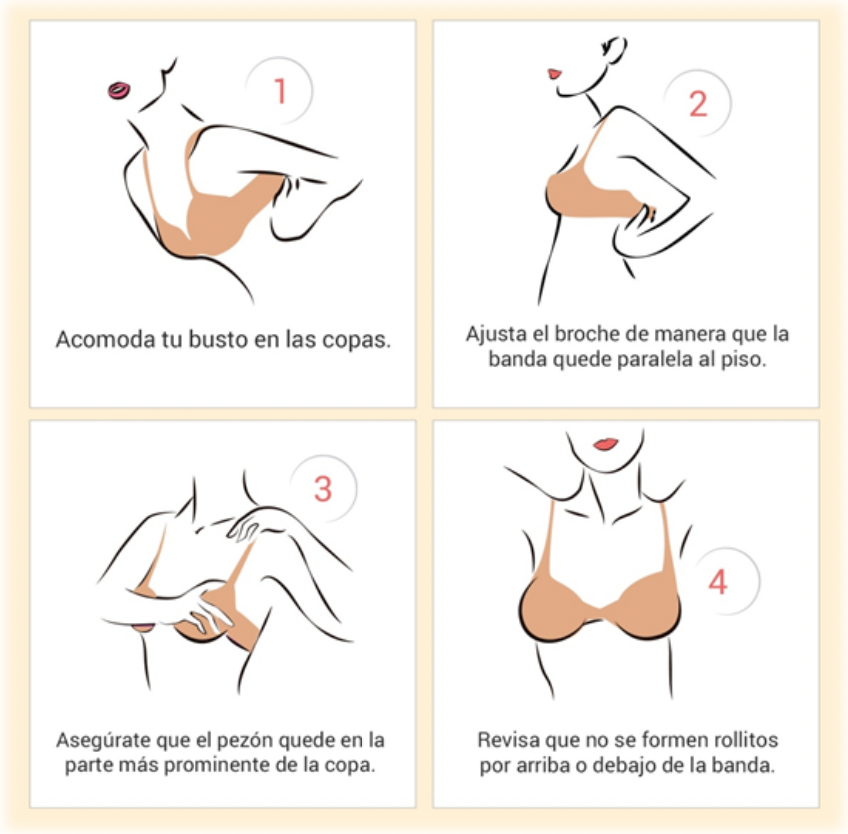 1
Acomoda tu busto en las copas.
2
Ajusta el broche de manera que la
banda quede paralela al piso.
3
Asegúrate que el pezón quede en la
parte más prominente de la copa.
4
Revisa que no se formen rollitos
por arriba o debajo de la banda.